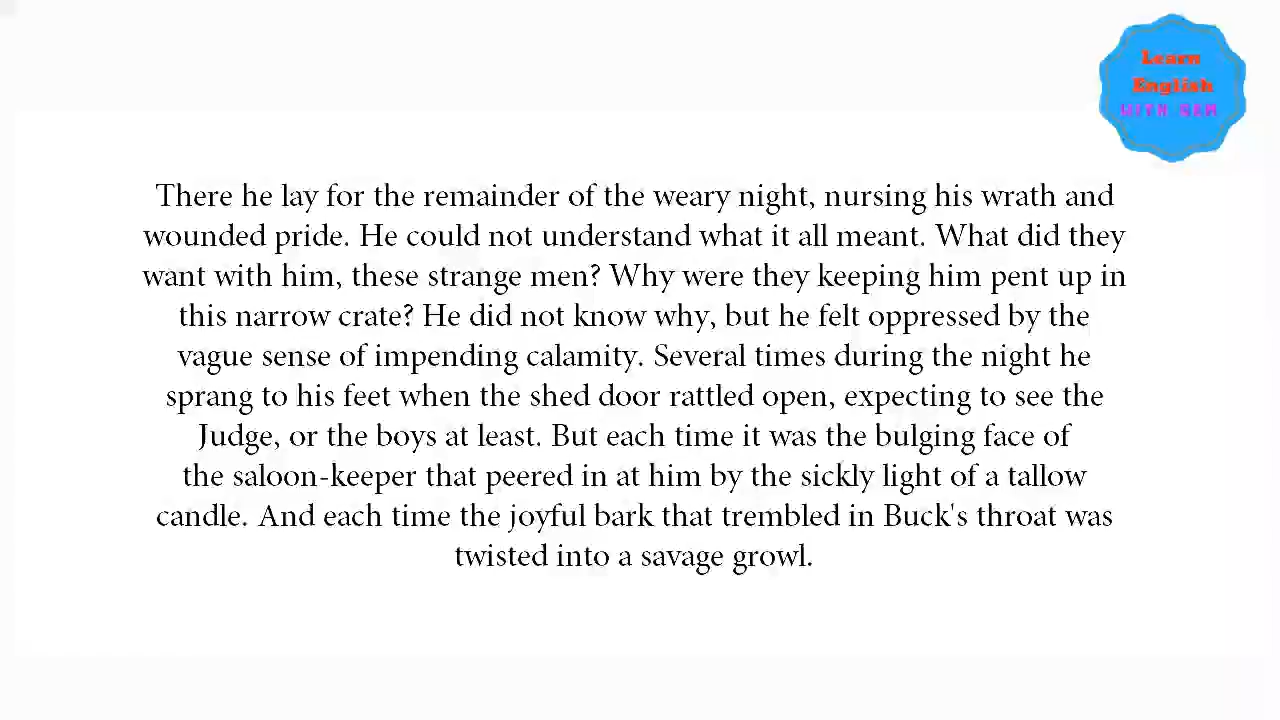 Learn
English
WITH GEM
There he lay for the remainder of the weary night, nursing his wrath and
wounded pride. He could not understand what it all meant. What did they
want with him, these strange men? Why were they keeping him pent up in
this narrow crate? He did not know why, but he felt oppressed by the
vague sense of impending calamity. Several times during the night he
sprang to his feet when the shed door rattled open, expecting to see the
Judge, or the boys at least. But each time it was the bulging face of
the saloon-keeper that peered in at him by the sickly light of a tallow
candle. And each time the joyful bark that trembled in Buck's throat was
twisted into a savage growl.